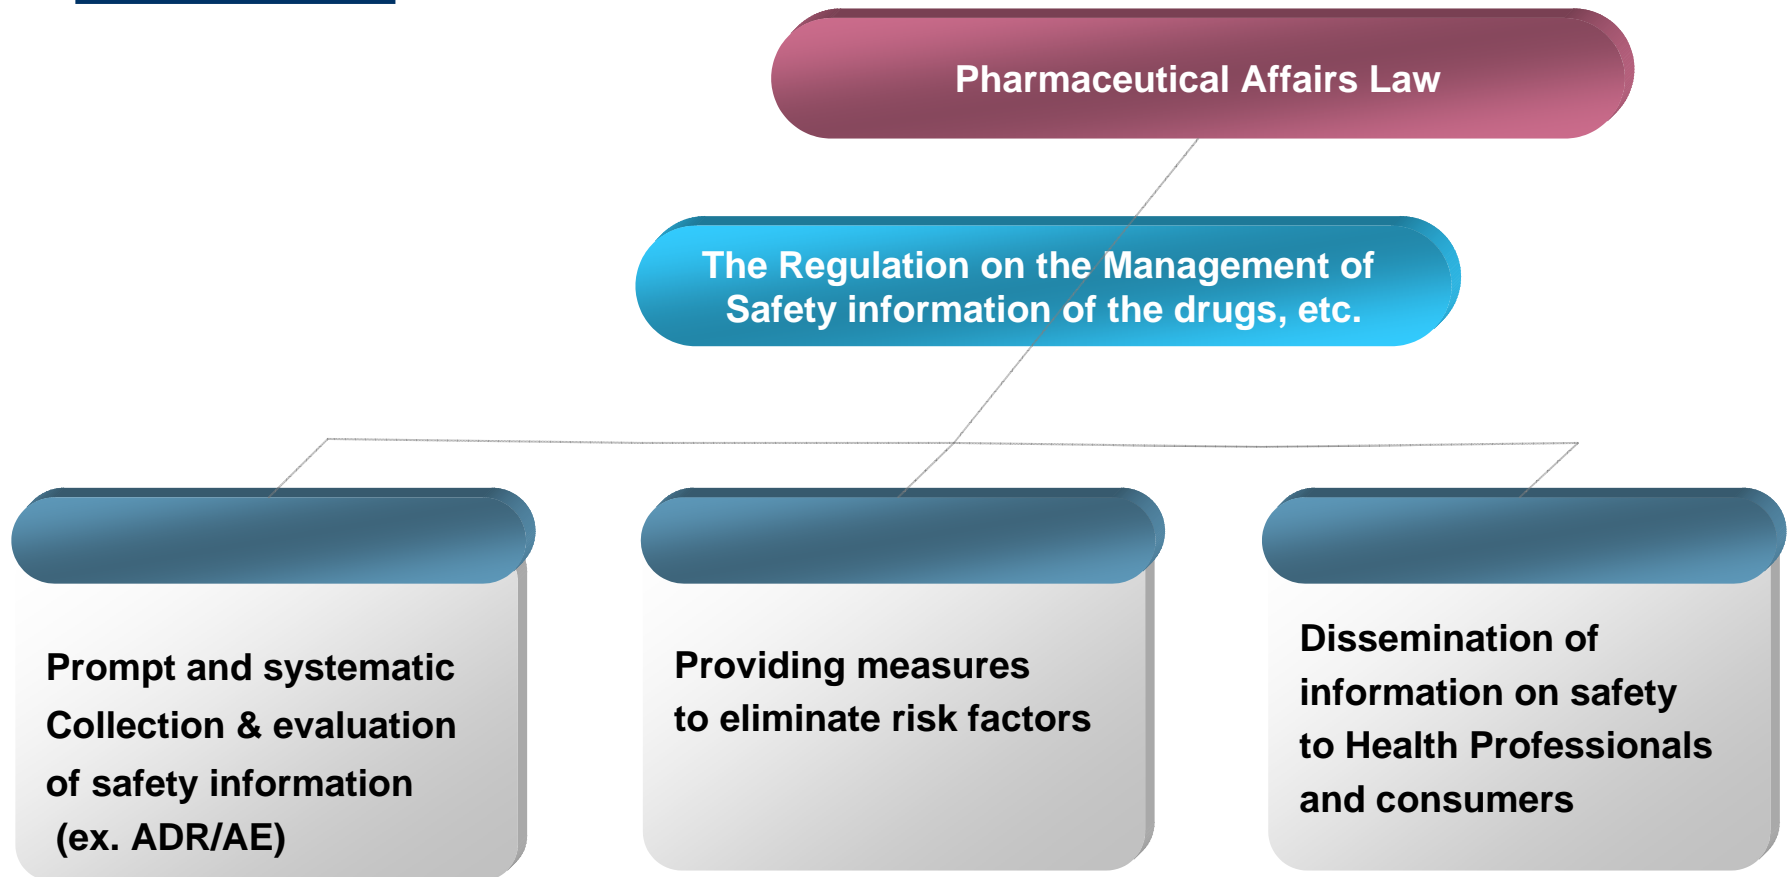 Pharmaceutical Affairs Law
The Regulation on the Management of
Safety information of the drugs, etc.
Prompt and systematic
Collection & evaluation
of safety information
(ex. ADR/AE)
Providing measures
to eliminate risk factors
Dissemination of
information on safety
to Health Professionals
and consumers